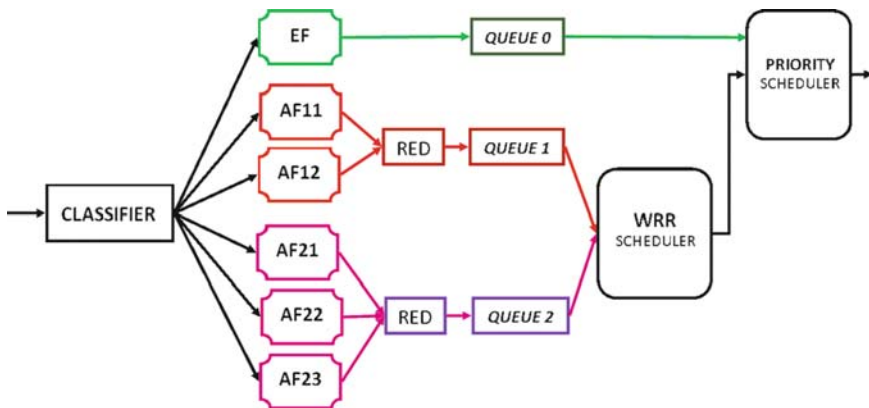 EF
QUEUE 0
PRIORITY
SCHEDULER
AF11
RED
QUEUE 1
AF12
CLASSIFIER
WRR
SCHEDULER
AF21
AF22
RED
QUEUE 2
AF23